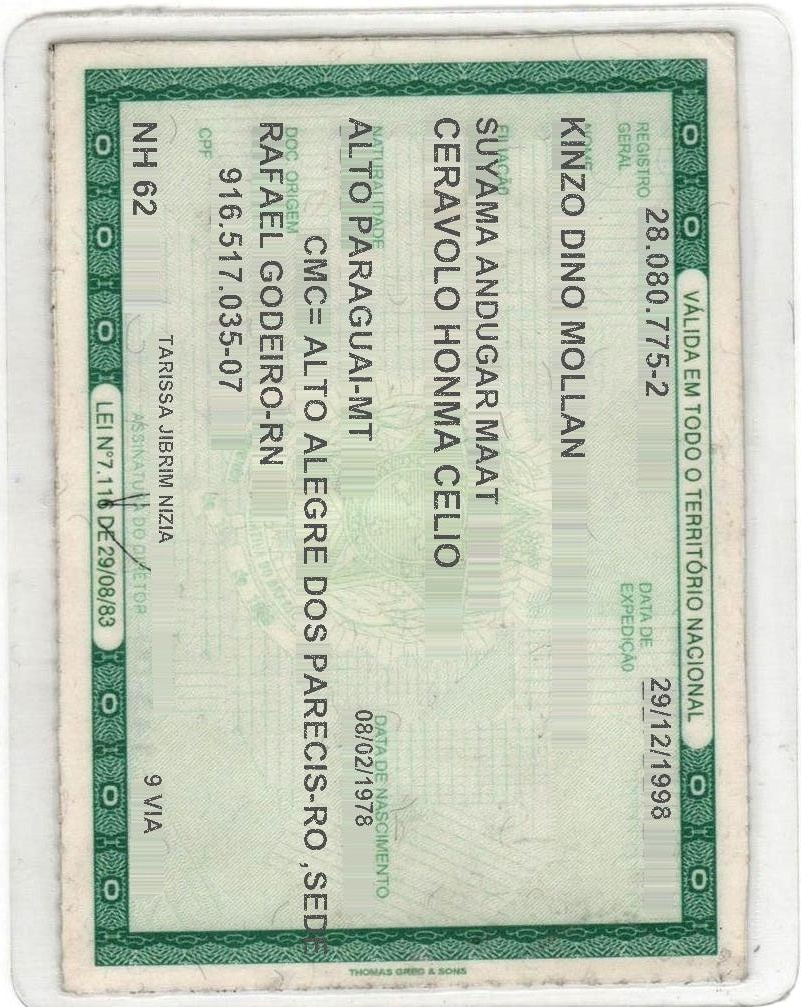 VÁLIDA EM TODO O TERRITÓRIO NACIONAL
REGISTRO GERAL 28.080.775-2 DATA DE EXPEDIÇÃO 29/12/1998
NOME
KINZO DINO MOLLAN
FILIAÇÃO
SUYAMA ANDUGAR MAAT
CERAVOLO HONMA CELIO
NATURALIDADE DATA DE NASCIMENTO
ALTO PARAGUAI-MT 08/02/1978
DOC. ORIGEM CMC= ALTO ALEGRE DOS PARECIS-RO ,SEDE
RAFAEL GODEIRO-RN
CPF 916.517.035-07
TARISSA JIBRIM NIZIA
NH 62 ASSINATURA DO DIRETOR 9 VIA
LEI Nº 7.116 DE 29/08/83
THOMAS GREG & SONS